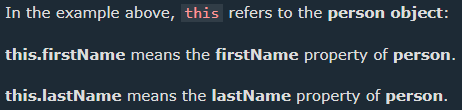 In the example above, this refers to the person object:
this.firstName means the firstName property of person.
this.lastName means the lastName property of person.